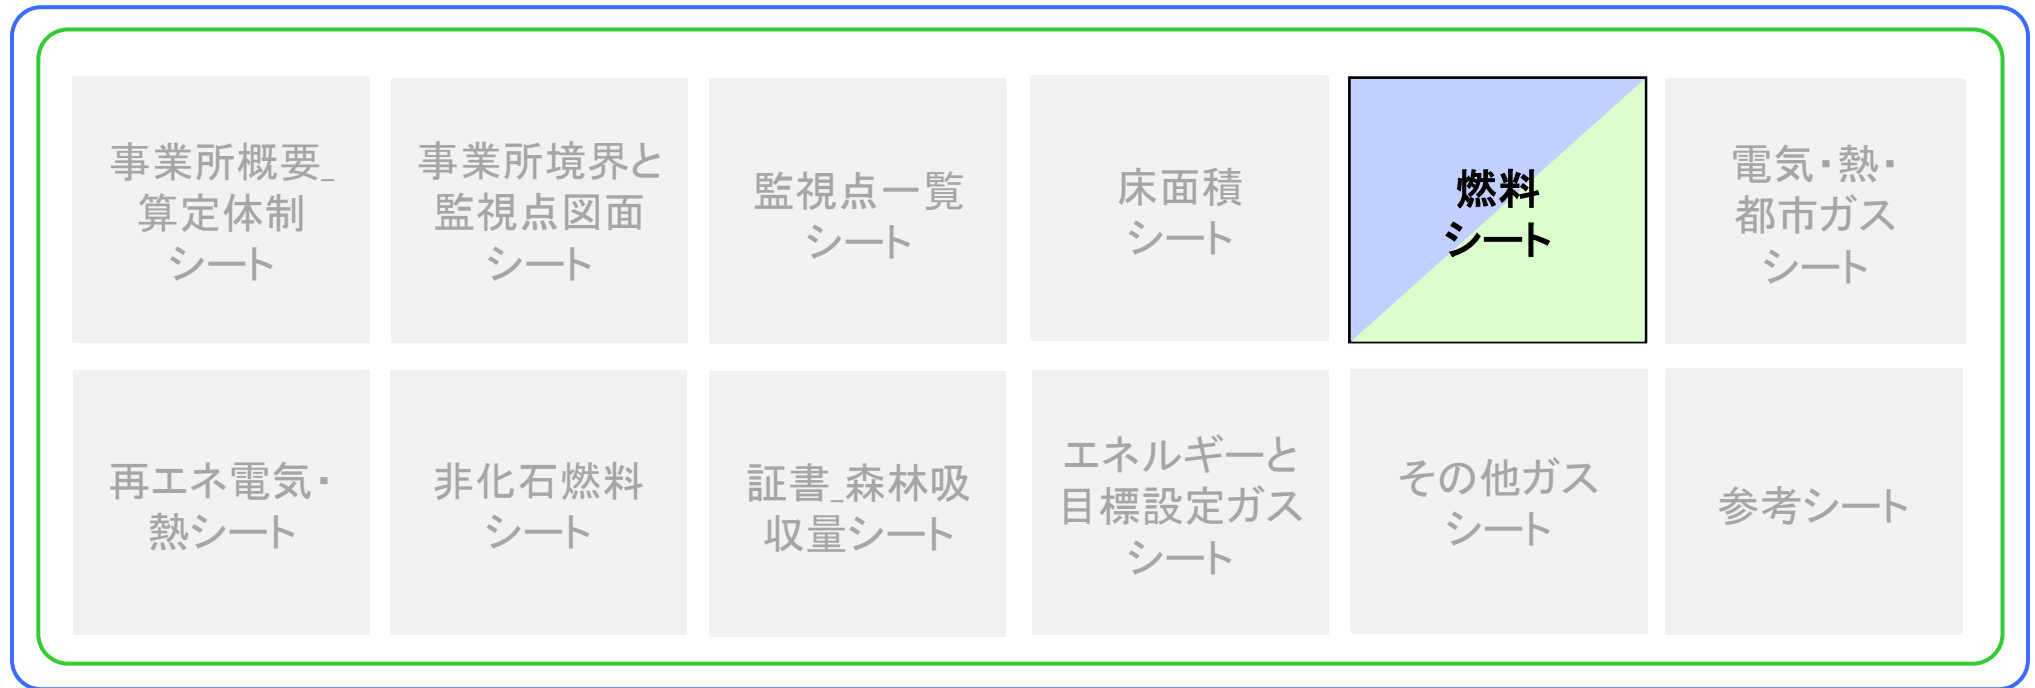 事業所概要_
算定体制
シート
事業所境界と
監視点図面
シート
監視点一覧
シート
床面積
シート
燃料
シート
電気・熱・
都市ガス
シート
再エネ電気・
熱シート
非化石燃料
シート
証書_森林吸
収量シート
エネルギーと
目標設定ガス
シート
その他ガス
シート
参考シート